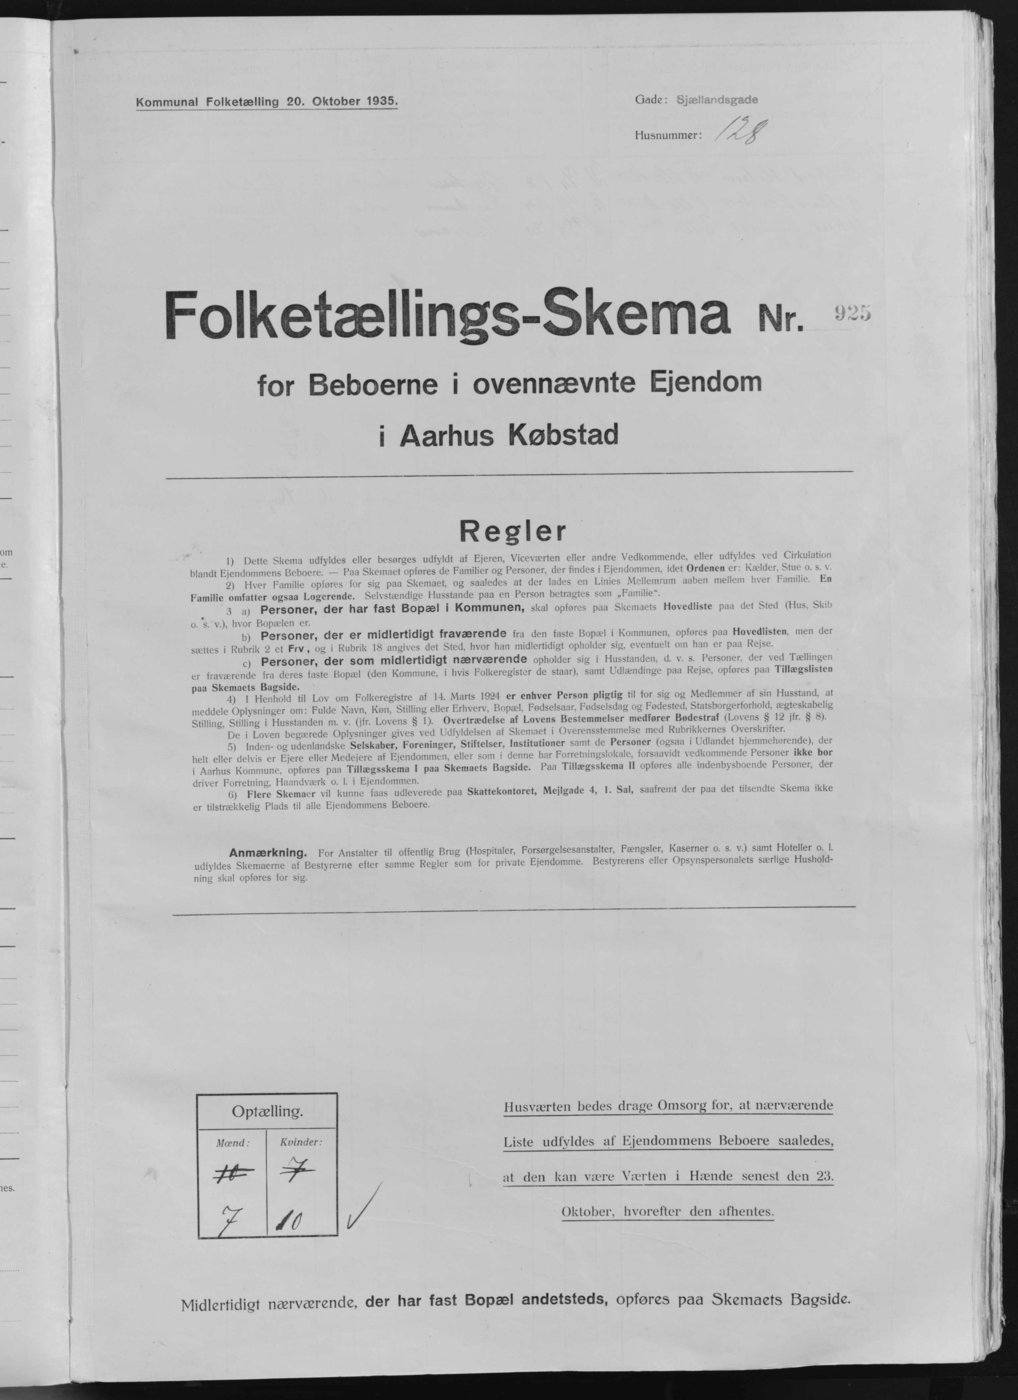 Kommunal Folketælling 20. Oktober 1935.
Gade: Sjællandsgade
Husnummer: 128
Folketællings-Skema Nr. 925
for Beboerne i ovennævnte Ejendom
i Aarhus Købstad
Regler
1) Dette Skema udfyldes eller besørges udfyldt af Ejeren, Viceværten eller andre Vedkommende, eller udfyldes ved Cirkulation
blandt Ejendommens Beboere. — Paa Skemaet opføres de Familier og Personer, der findes i Ejendommen, idet Ordenen er: Kælder, Stue o. s. v.
2) Hver Familie opføres for sig paa Skemaet, og saaledes at der lades en Linies Mellemrum aaben mellem hver Familie. En
Familie omfatter ogsaa Logerende. Selvstændige Husstande paa en Person betragtes som „Familie“.
3 a) Personer, der har fast Bopæl i Kommunen, skal opføres paa Skemaets Hovedliste paa det Sted (Hus, Skib
o. s. v.), hvor Bopælen er.
b) Personer, der er midlertidigt fraværende fra den faste Bopæl i Kommunen, opføres paa Hovedlisten, men der
sættes i Rubrik 2 et Frv, og i Rubrik 18 angives det Sted, hvor han midlertidigt opholder sig, eventuelt om han er paa Rejse.
c) Personer, der som midlertidigt nærværende opholder sig i Husstanden, d. v. s. Personer, der ved Tællingen
er fraværende fra deres faste Bopæl (den Kommune, i hvis Folkeregister de staar), samt Udlændinge paa Rejse, opføres paa Tillægslisten
paa Skemaets Bagside.
4) I Henhold til Lov om Folkeregistre af 14. Marts 1924 er enhver Person pligtig til for sig og Medlemmer af sin Husstand, at
meddele Oplysninger om: Fulde Navn, Køn, Stilling eller Erhverv, Bopæl, Fødselsaar, Fødselsdag og Fødested, Statsborgerforhold, ægteskabelig
Stilling, Stilling i Husstanden m. v. (jfr. Lovens § 1). Overtrædelse af Lovens Bestemmelser medfører Bødestraf (Lovens § 12 jfr. § 8).
De i Loven begærede Oplysninger gives ved Udfyldelsen af Skemaet i Overensstemmelse med Rubrikkernes Overskrifter.
5) Inden- og udenlandske Selskaber, Foreninger, Stiftelser, Institutioner samt de Personer (ogsaa i Udlandet hjemmehørende), der
helt eller delvis er Ejere eller Medejere af Ejendommen, eller som i denne har Forretningslokale, forsaavidt vedkommende Personer ikke bor
i Aarhus Kommune, opføres paa Tillægsskema I paa Skemaets Bagside. Paa Tillægsskema II opføres alle indenbysboende Personer, der
driver Forretning, Haandværk o. l. i Ejendommen.
6) Flere Skemaer vil kunne faas udleverede paa Skattekontoret, Mejlgade 4, 1. Sal, saafremt der paa det tilsendte Skema ikke
er tilstrækkelig Plads til alle Ejendommens Beboere.
Anmærkning. For Anstalter til offentlig Brug (Hospitaler, Forsørgelsesanstalter, Fængsler, Kaserner o. s. v.) samt Hoteller o. l.
udfyldes Skemaerne af Bestyrerne efter samme Regler som for private Ejendomme. Bestyrerens eller Opsynspersonalets særlige Hushold-
ning skal opføres for sig.
Optælling.
Mænd: Kvinder:
10 7
7 10
Husværten bedes drage Omsorg for, at nærværende
Liste udfyldes af Ejendommens Beboere saaledes,
at den kan være Værten i Hænde senest den 23.
Oktober, hvorefter den afhentes.
Midlertidigt nærværende, der har fast Bopæl andetsteds, opføres paa Skemaets Bagside.